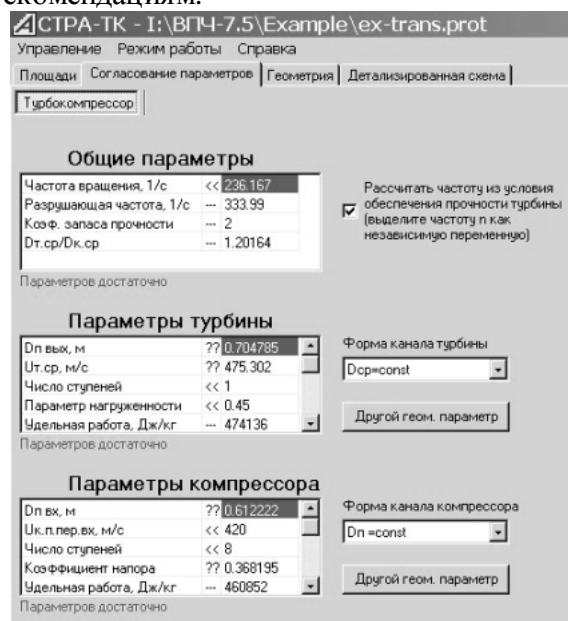 екомендациям.
АСТРА-ТК - I:\ВПЧ-7.5\Example\ex-trans.prot
Управление Режим работы Справка
Площади Согласование параметров Геометрия Детализированная схема
Турбокомпрессор
Общие параметры
Частота вращения, 1/с << 236.167
Разрушающая частота, 1/с --- 333.99
Коэф. запаса прочности --- 2
Dт.ср/Dк.ср --- 1.20164
Рассчитать частоту из условия
обеспечения прочности турбины
(выделите частоту n как
независимую переменную)
Параметров достаточно
Параметры турбины
Dп вых, м ?? 0.704785
Uт.ср, м/с ?? 475.302
Число ступеней << 1
Параметр нагруженности << 0.45
Удельная работа, Дж/кг --- 474136
Форма канала турбины
Dср=const
Другой геом. параметр
Параметров достаточно
Параметры компрессора
Dп вх, м ?? 0.612222
Uк.п.пер.вх, м/с << 420
Число ступеней << 8
Коэффициент напора ?? 0.368195
Удельная работа, Дж/кг --- 460852
Форма канала компрессора
Dп =const
Другой геом. параметр
Параметров достаточно